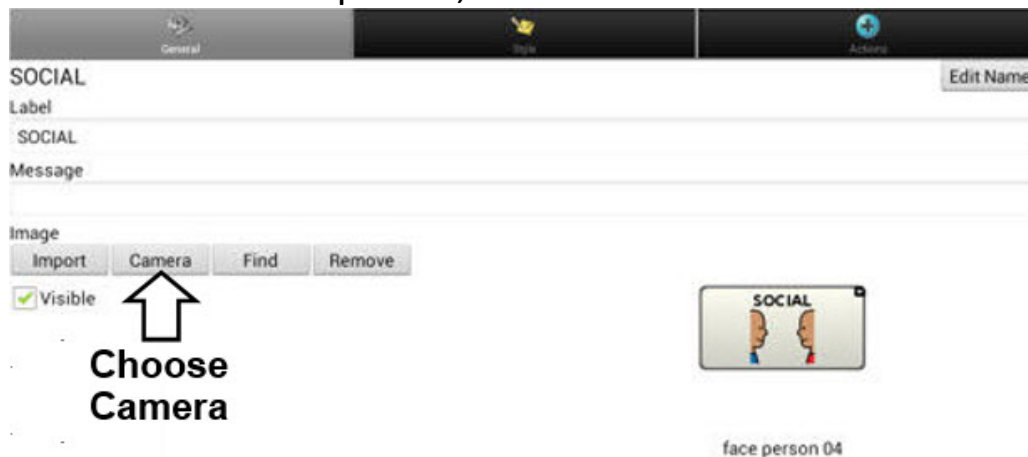 General Style Actions
SOCIAL Edit Name
Label
SOCIAL
Message
Image
Import Camera Find Remove
Visible
SOCIAL
Choose
Camera
face person 04